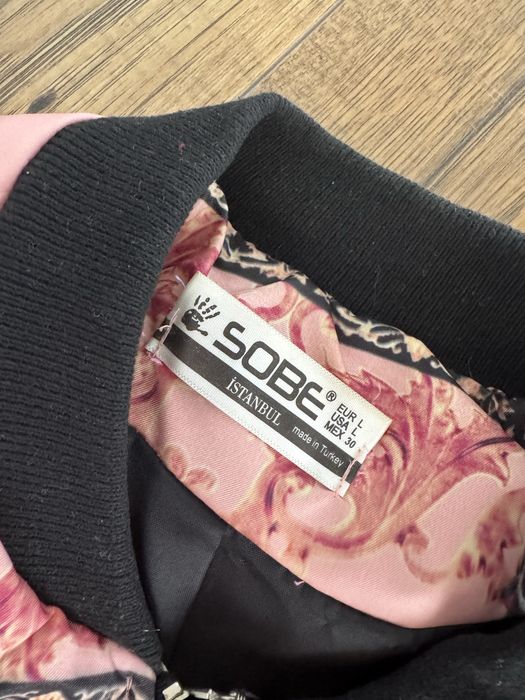 SOBE®
İSTANBUL
made in Turkey
EUR L
USA L
MEX 30